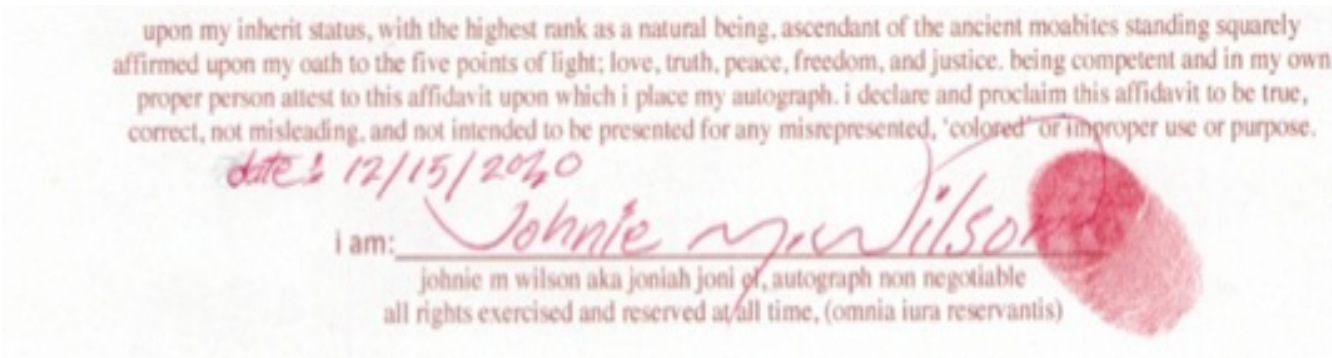 upon my inherit status, with the highest rank as a natural being, ascendant of the ancient moabites standing squarely
affirmed upon my oath to the five points of light; love, truth, peace, freedom, and justice. being competent and in my own
proper person attest to this affidavit upon which i place my autograph. i declare and proclaim this affidavit to be true,
correct, not misleading, and not intended to be presented for any misrepresented, 'colored' or improper use or purpose.
date: 12/15/2020
i am: Johnie M. Wilson
johnie m wilson aka joniah joni el, autograph non negotiable
all rights exercised and reserved at all time, (omnia iura reservantis)